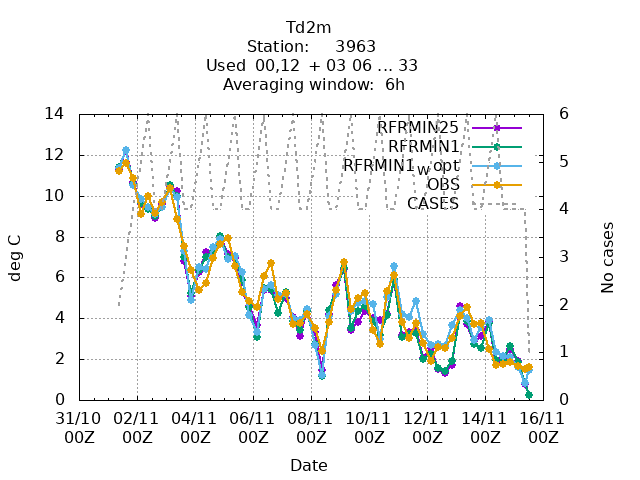 Td2m
Station: 3963
Used 00,12 + 03 06 ... 33
Averaging window: 6h
14
12
10
8
6
4
2
0
deg C
6
5
4
3
2
1
0
No cases
RFRMIN25
RFRMIN1
RFRMIN1_w opt
OBS
CASES
31/10 02/11 04/11 06/11 08/11 10/11 12/11 14/11 16/11
00Z 00Z 00Z 00Z 00Z 00Z 00Z 00Z 00Z
Date